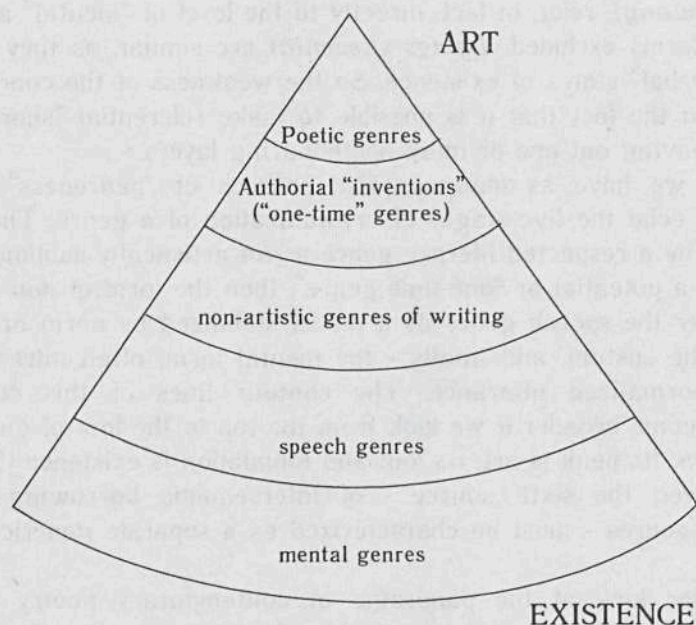 ART
Poetic genres
Authorial “inventions”
(“one-time” genres)
non-artistic genres of writing
speech genres
mental genres
EXISTENCE